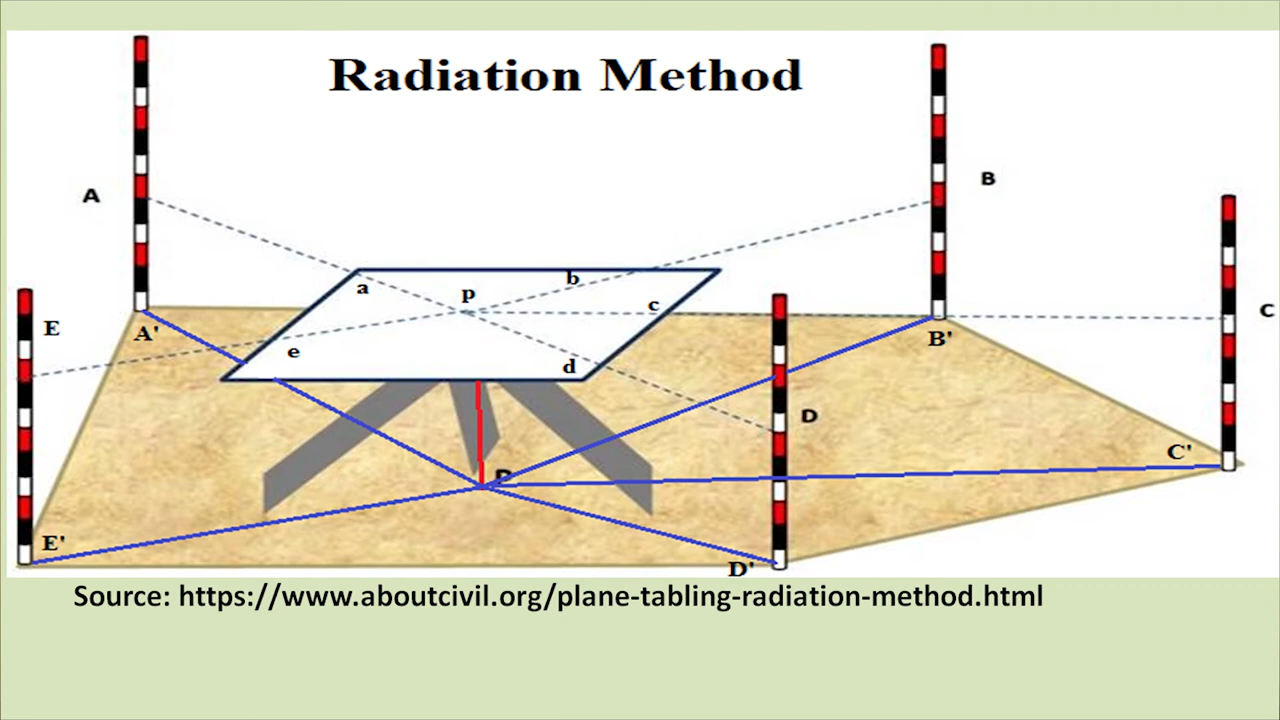 Radiation Method
A
B
C
E
D
a
b
p
c
e
d
A'
B'
C'
P
E'
D'
Source: https://www.aboutcivil.org/plane-tabling-radiation-method.html